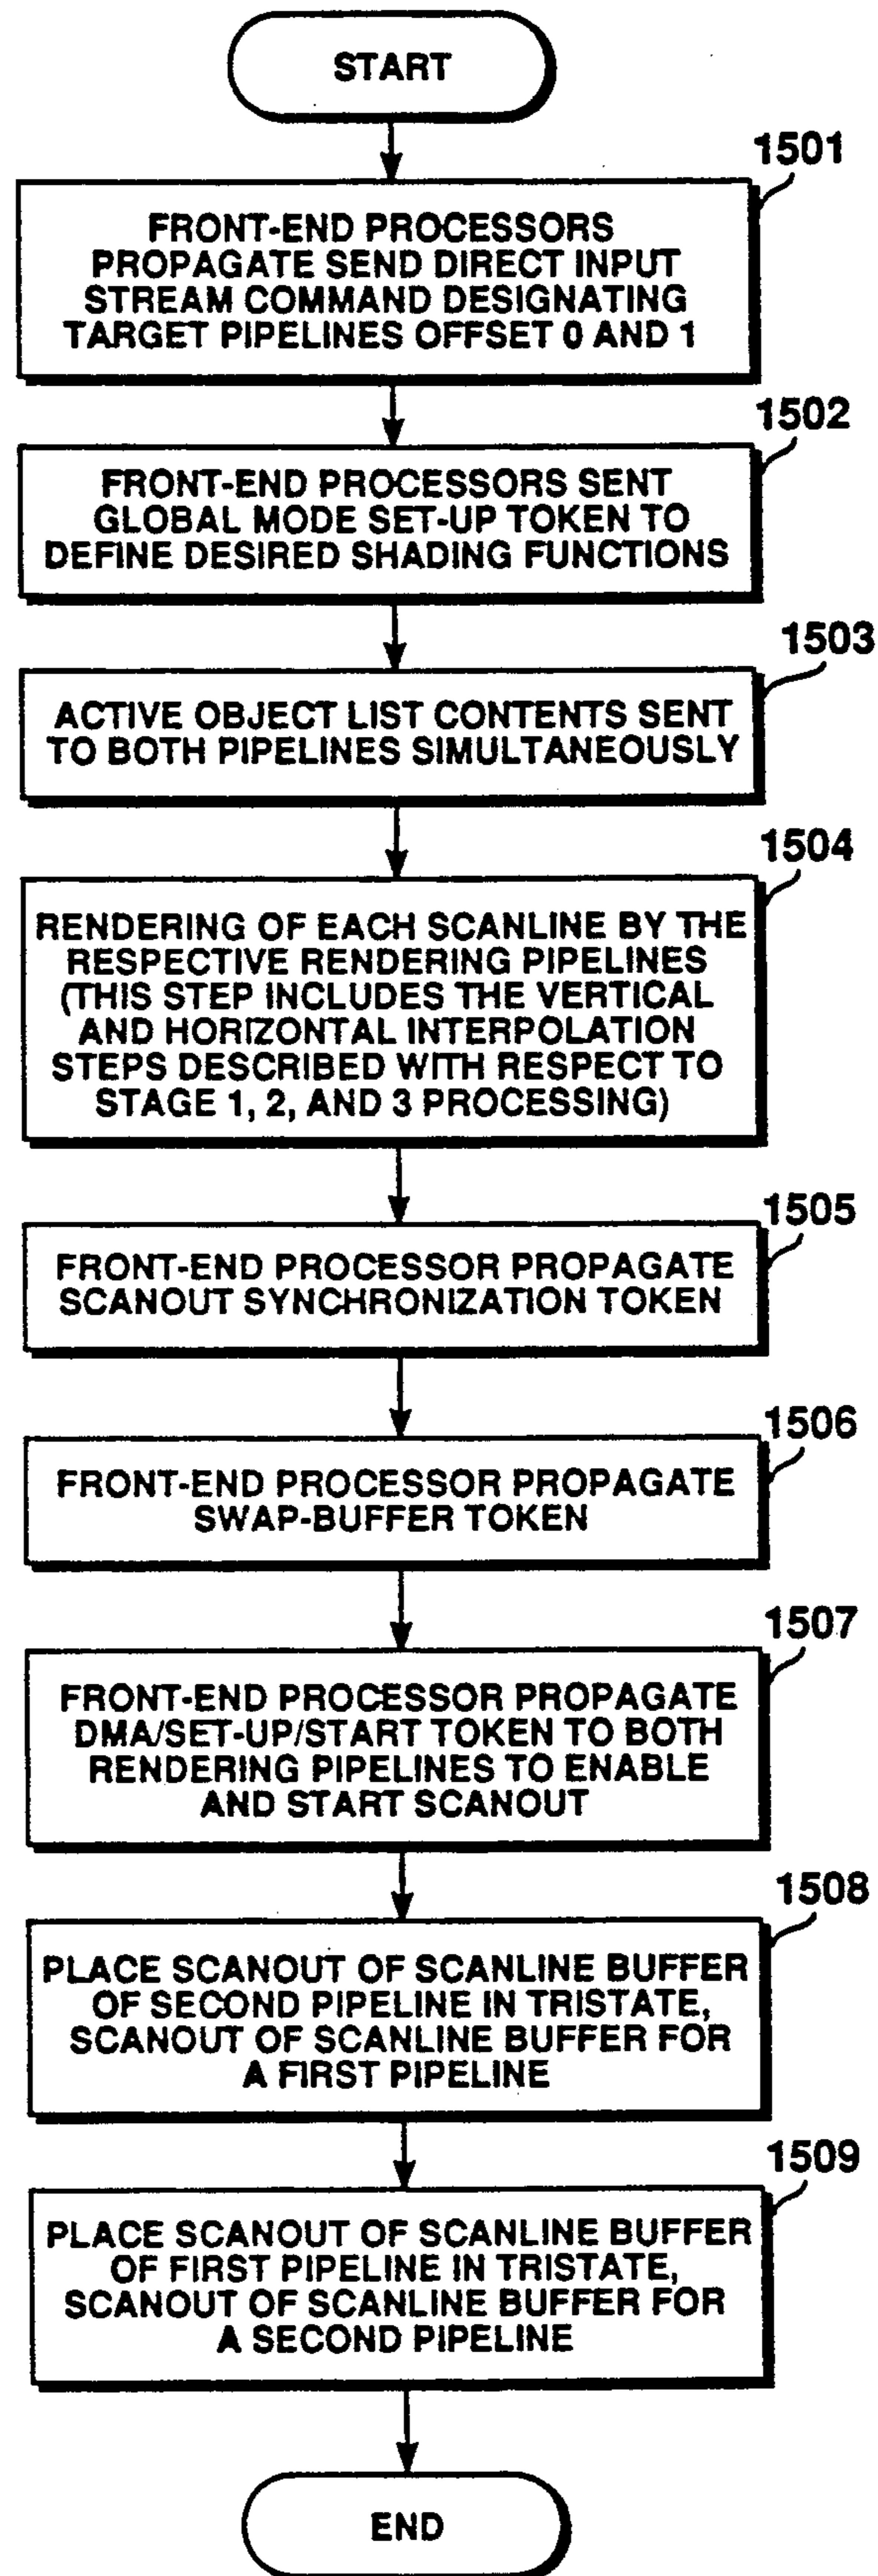 START
1501
FRONT-END PROCESSORS
PROPAGATE SEND DIRECT INPUT
STREAM COMMAND DESIGNATING
TARGET PIPELINES OFFSET 0 AND 1
1502
FRONT-END PROCESSORS SENT
GLOBAL MODE SET-UP TOKEN TO
DEFINE DESIRED SHADING FUNCTIONS
1503
ACTIVE OBJECT LIST CONTENTS SENT
TO BOTH PIPELINES SIMULTANEOUSLY
1504
RENDERING OF EACH SCANLINE BY THE
RESPECTIVE RENDERING PIPELINES
(THIS STEP INCLUDES THE VERTICAL
AND HORIZONTAL INTERPOLATION
STEPS DESCRIBED WITH RESPECT TO
STAGE 1, 2, AND 3 PROCESSING)
1505
FRONT-END PROCESSOR PROPAGATE
SCANOUT SYNCHRONIZATION TOKEN
1506
FRONT-END PROCESSOR PROPAGATE
SWAP-BUFFER TOKEN
1507
FRONT-END PROCESSOR PROPAGATE
DMA/SET-UP/START TOKEN TO BOTH
RENDERING PIPELINES TO ENABLE
AND START SCANOUT
1508
PLACE SCANOUT OF SCANLINE BUFFER
OF SECOND PIPELINE IN TRISTATE,
SCANOUT OF SCANLINE BUFFER FOR
A FIRST PIPELINE
1509
PLACE SCANOUT OF SCANLINE BUFFER
OF FIRST PIPELINE IN TRISTATE,
SCANOUT OF SCANLINE BUFFER FOR
A SECOND PIPELINE
END